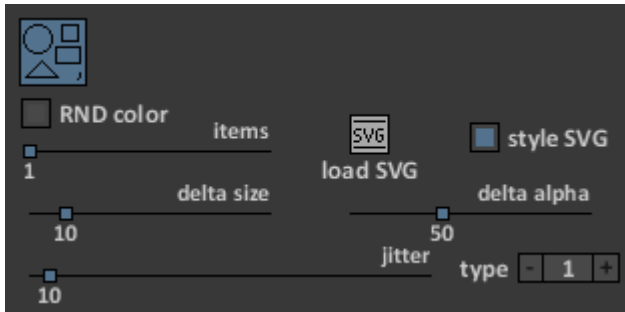 RND color
items
SVG
style SVG
1
load SVG
delta size
delta alpha
10
50
jitter
type - 1 +
10